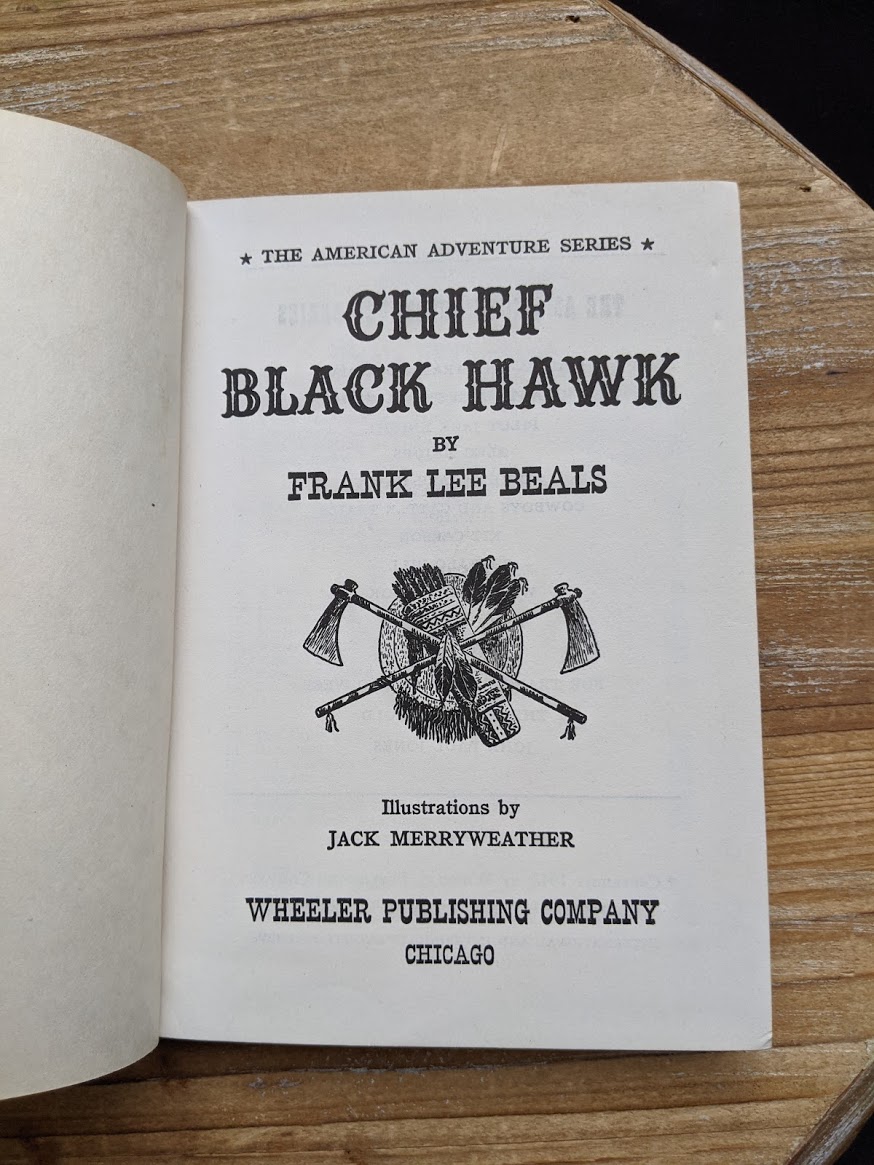 ★ THE AMERICAN ADVENTURE SERIES ★
CHIEF
BLACK HAWK
BY
FRANK LEE BEALS
Illustrations by
JACK MERRYWEATHER
WHEELER PUBLISHING COMPANY
CHICAGO